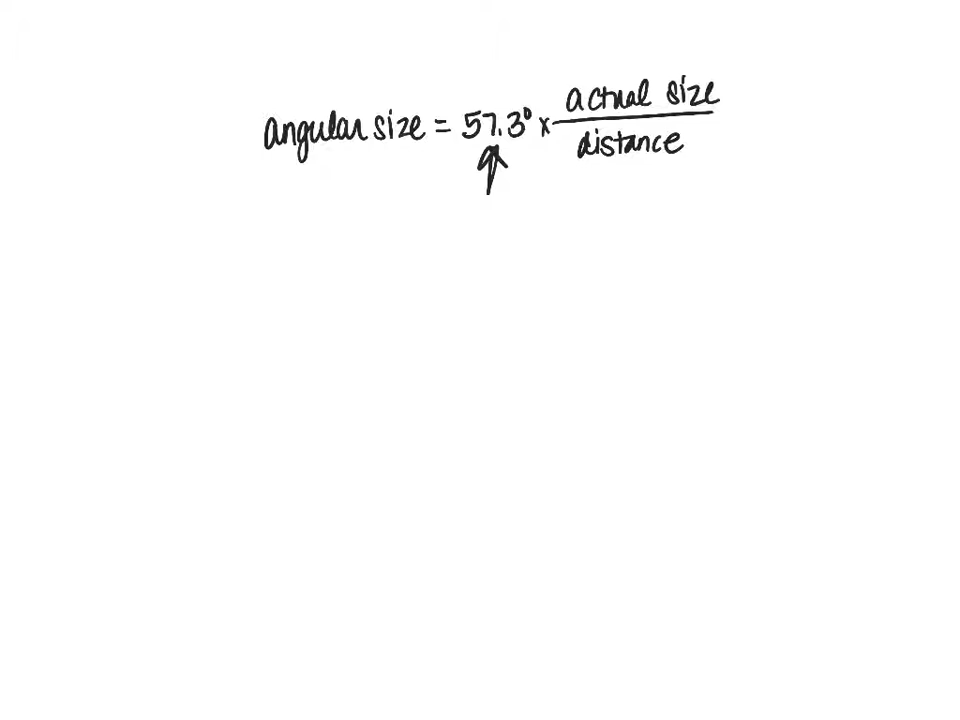 angular size = 57.3° × actual size / distance